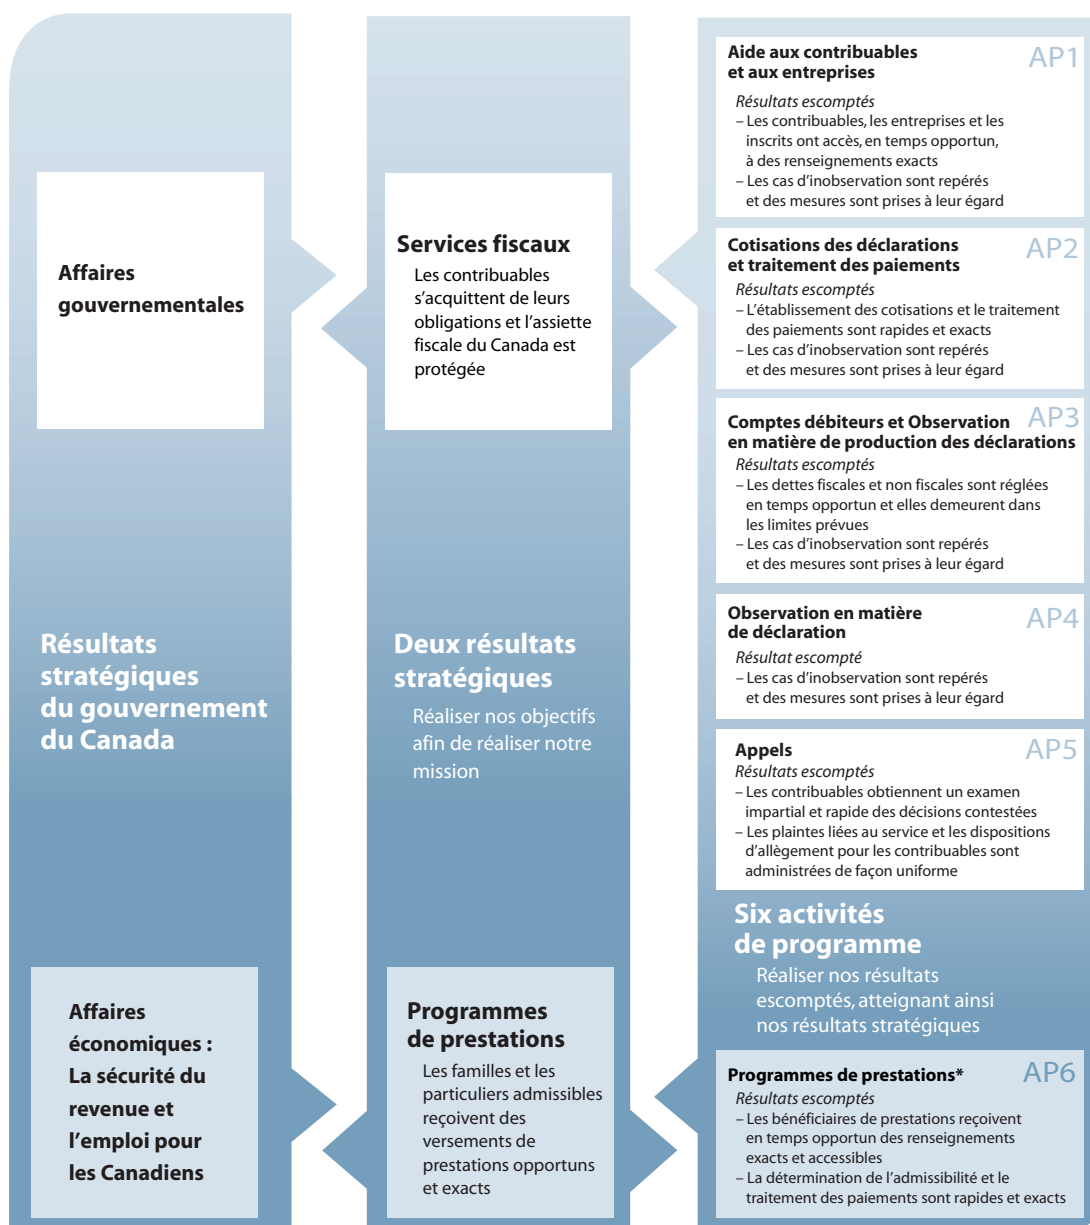 Affaires
gouvernementales
Résultats
stratégiques
du gouvernement
du Canada
Affaires
économiques :
La sécurité du
revenue et
l’emploi pour
les Canadiens
Services fiscaux
Les contribuables
s’acquittent de leurs
obligations et l’assiette
fiscale du Canada est
protégée
Deux résultats
stratégiques
Réaliser nos objectifs
afin de réaliser notre
mission
Programmes
de prestations
Les familles et les
particuliers admissibles
reçoivent des
versements de
prestations opportuns
et exacts
Aide aux contribuables
et aux entreprises
AP1
Résultats escomptés
– Les contribuables, les entreprises et les
inscrits ont accès, en temps opportun,
à des renseignements exacts
– Les cas d’inobservation sont repérés
et des mesures sont prises à leur égard
Cotisations des déclarations
et traitement des paiements
AP2
Résultats escomptés
– L’établissement des cotisations et le traitement
des paiements sont rapides et exacts
– Les cas d’inobservation sont repérés
et des mesures sont prises à leur égard
Comptes débiteurs et Observation
en matière de production des déclarations
AP3
Résultats escomptés
– Les dettes fiscales et non fiscales sont réglées
en temps opportun et elles demeurent dans
les limites prévues
– Les cas d’inobservation sont repérés
et des mesures sont prises à leur égard
Observation en matière
de déclaration
AP4
Résultat escompté
– Les cas d’inobservation sont repérés
et des mesures sont prises à leur égard
Appels
AP5
Résultats escomptés
– Les contribuables obtiennent un examen
impartial et rapide des décisions contestées
– Les plaintes liées au service et les dispositions
d’allègement pour les contribuables sont
administrées de façon uniforme
Six activités
de programme
Réaliser nos résultats
escomptés, atteignant ainsi
nos résultats stratégiques
Programmes de prestations*
AP6
Résultats escomptés
– Les bénéficiaires de prestations reçoivent
en temps opportun des renseignements
exacts et accessibles
– La détermination de l’admissibilité et le
traitement des paiements sont rapides et exacts